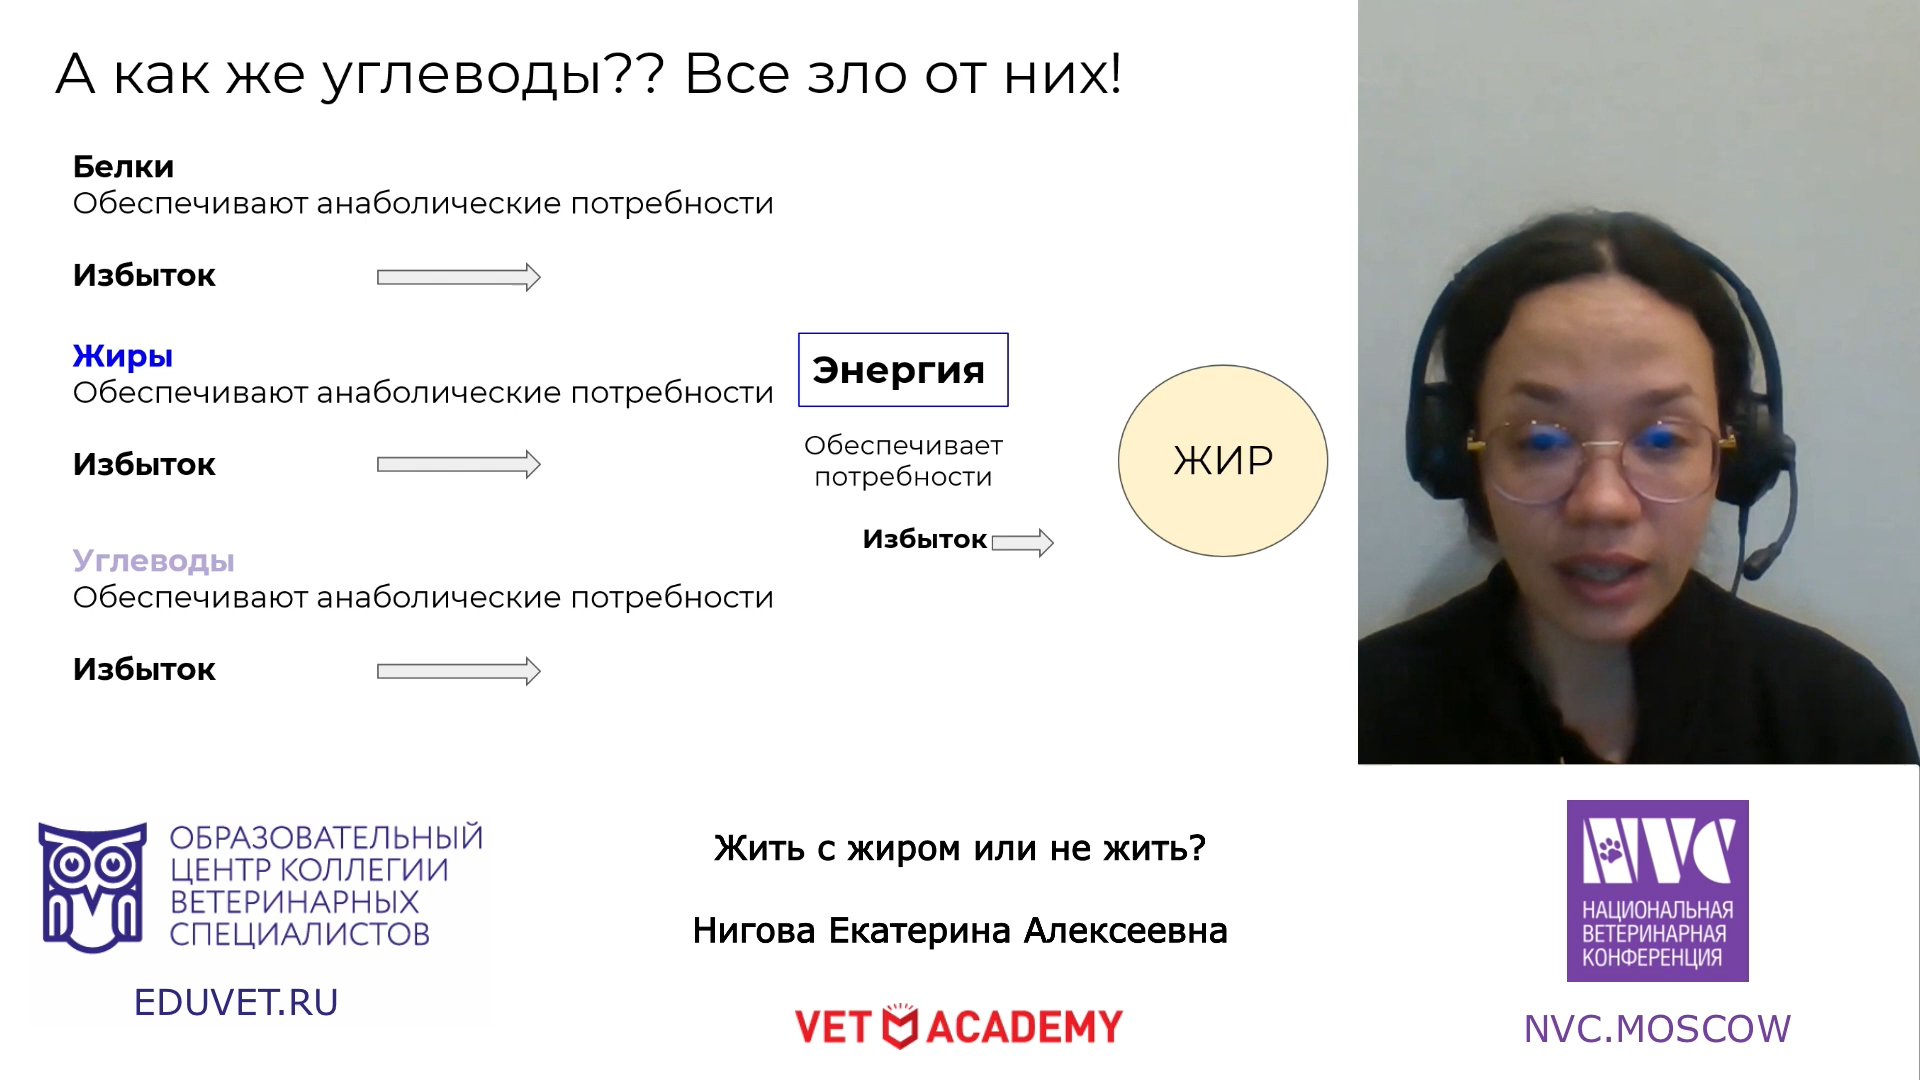 А как же углеводы?? Все зло от них!
Белки
Обеспечивают анаболические потребности
Избыток
Жиры
Обеспечивают анаболические потребности
Избыток
Углеводы
Обеспечивают анаболические потребности
Избыток
Энергия
Обеспечивает
потребности
Избыток
ЖИР
ОБРАЗОВАТЕЛЬНЫЙ
ЦЕНТР КОЛЛЕГИИ
ВЕТЕРИНАРНЫХ
СПЕЦИАЛИСТОВ
EDUVET.RU
Жить с жиром или не жить?
Нигова Екатерина Алексеевна
VET ACADEMY
NVC
НАЦИОНАЛЬНАЯ
ВЕТЕРИНАРНАЯ
КОНФЕРЕНЦИЯ
NVC.MOSCOW